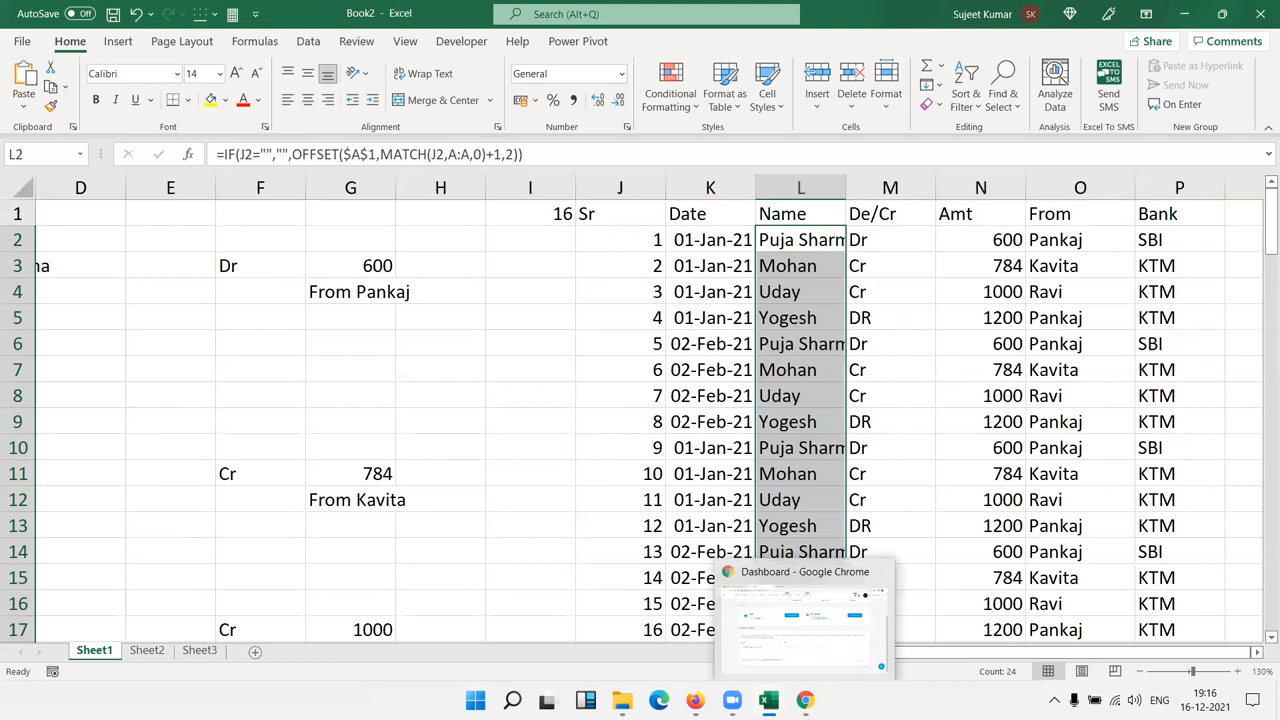 AutoSave Off Book2 - Excel Search (Alt+Q) Sujeet Kumar SK
File Home Insert Page Layout Formulas Data Review View Developer Help Power Pivot Share Comments
Paste Calibri 14 Wrap Text General Conditional Formatting Format as Table Cell Styles Insert Delete Format Sort & Filter Find & Select Analyze Data Send SMS Paste as Hyperlink
B I U Merge & Center Send Now
On Enter
Clipboard Font Alignment Number Styles Cells Editing Analysis Excel To SMS New Group
L2 =IF(J2="","",OFFSET($A$1,MATCH(J2,A:A,0)+1,2))
D E F G H I J K L M N O P
1 16 Sr Date Name De/Cr Amt From Bank
2 1 01-Jan-21 Puja Sharm Dr 600 Pankaj SBI
3 na Dr 600 2 01-Jan-21 Mohan Cr 784 Kavita KTM
4 From Pankaj 3 01-Jan-21 Uday Cr 1000 Ravi KTM
5 4 01-Jan-21 Yogesh DR 1200 Pankaj KTM
6 5 02-Feb-21 Puja Sharm Dr 600 Pankaj SBI
7 6 02-Feb-21 Mohan Cr 784 Kavita KTM
8 7 02-Feb-21 Uday Cr 1000 Ravi KTM
9 8 02-Feb-21 Yogesh DR 1200 Pankaj KTM
10 9 01-Jan-21 Puja Sharm Dr 600 Pankaj SBI
11 Cr 784 10 01-Jan-21 Mohan Cr 784 Kavita KTM
12 From Kavita 11 01-Jan-21 Uday Cr 1000 Ravi KTM
13 12 01-Jan-21 Yogesh DR 1200 Pankaj KTM
14 13 02-Feb-21 Puja Sharm Dr 600 Pankaj SBI
Dashboard - Google Chrome
15 14 02-F 784 Kavita KTM
16 15 02-F 1000 Ravi KTM
17 Cr 1000 16 02-F 1200 Pankaj KTM
Sheet1 Sheet2 Sheet3
Ready Count: 24 130%
ENG 19:16
16-12-2021